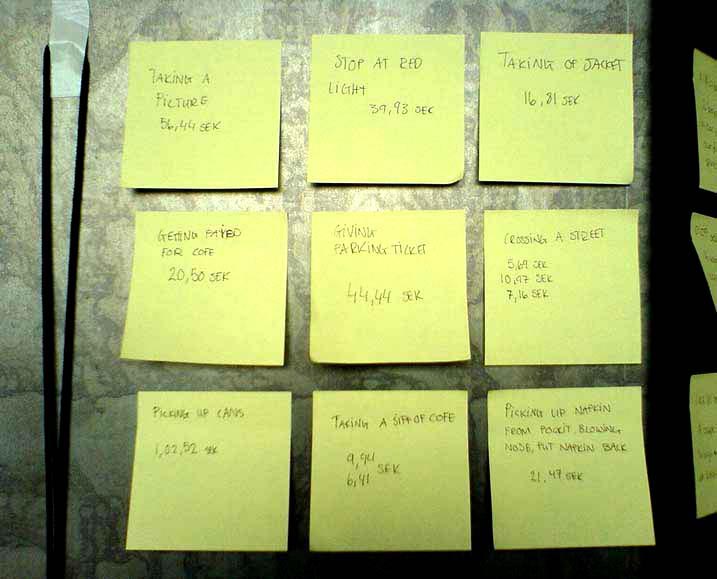 TAKING A
PICTURE
56,44 SEK
STOP AT RED
LIGHT
39,93 SEK
TAKING OF JACKET
16,81 SEK
GETING PAYED
FOR COFE
20,50 SEK
GIVING
PARKING TICKET
44,44 SEK
CROSSING A STREET
5,69 SEK
10,97 SEK
7,16 SEK
PICKING UP CANS
1,02,52 SEK
TAKING A SIP OF COFE
9,94
SEK
6,41
PICKING UP NAPKIN
FROM POCKIT, BLOWING
NOSE, PUT NAPKIN BACK
21,47 SEK